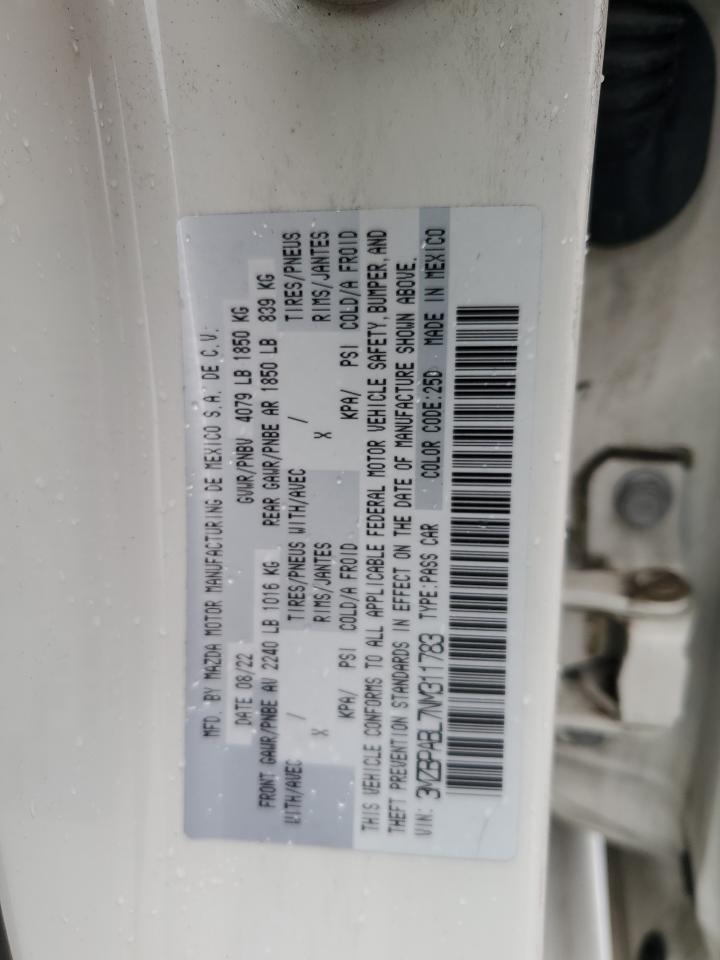 MFD. BY MAZDA MOTOR MANUFACTURING DE MEXICO S.A. DE C.V.
DATE 08/22 GVWR/PNBV 4079 LB 1850 KG
FRONT GAWR/PNBE AV 2240 LB 1016 KG REAR GAWR/PNBE AR 1850 LB 839 KG
WITH/AVEC / TIRES/PNEUS WITH/AVEC / TIRES/PNEUS
X RIMS/JANTES X RIMS/JANTES
KPA/ PSI COLD/A FROID KPA/ PSI COLD/A FROID
THIS VEHICLE CONFORMS TO ALL APPLICABLE FEDERAL MOTOR VEHICLE SAFETY, BUMPER, AND
THEFT PREVENTION STANDARDS IN EFFECT ON THE DATE OF MANUFACTURE SHOWN ABOVE.
VIN: 3MZBPABL7NM311783 TYPE:PASS CAR COLOR CODE:25D MADE IN MEXICO